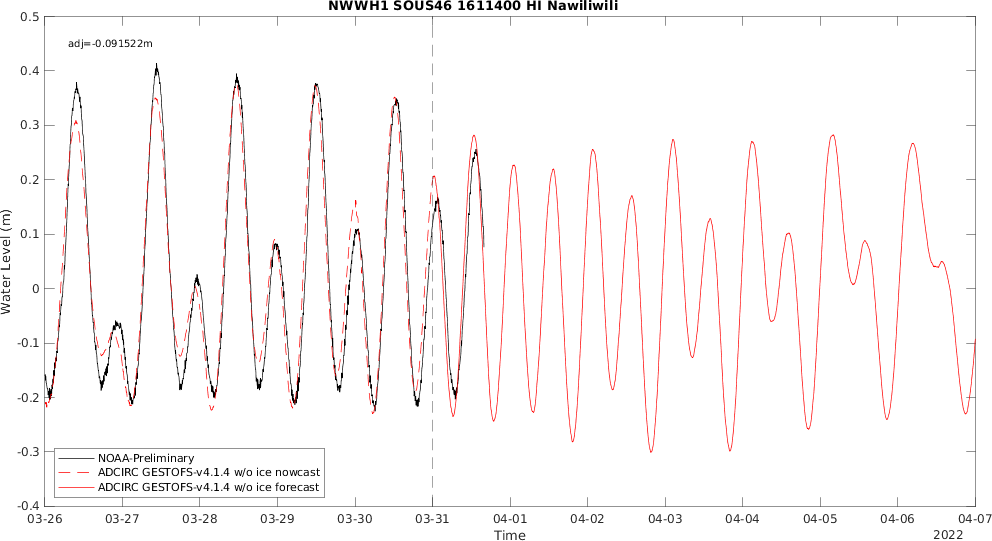 NWWH1 SOUS46 1611400 HI Nawiliwili
adj=-0.091522m
Water Level (m)
0.5
0.4
0.3
0.2
0.1
0
-0.1
-0.2
-0.3
-0.4
NOAA-Preliminary
ADCIRC GESTOFS-v4.1.4 w/o ice nowcast
ADCIRC GESTOFS-v4.1.4 w/o ice forecast
03-26 03-27 03-28 03-29 03-30 03-31 04-01 04-02 04-03 04-04 04-05 04-06 04-07
Time
2022